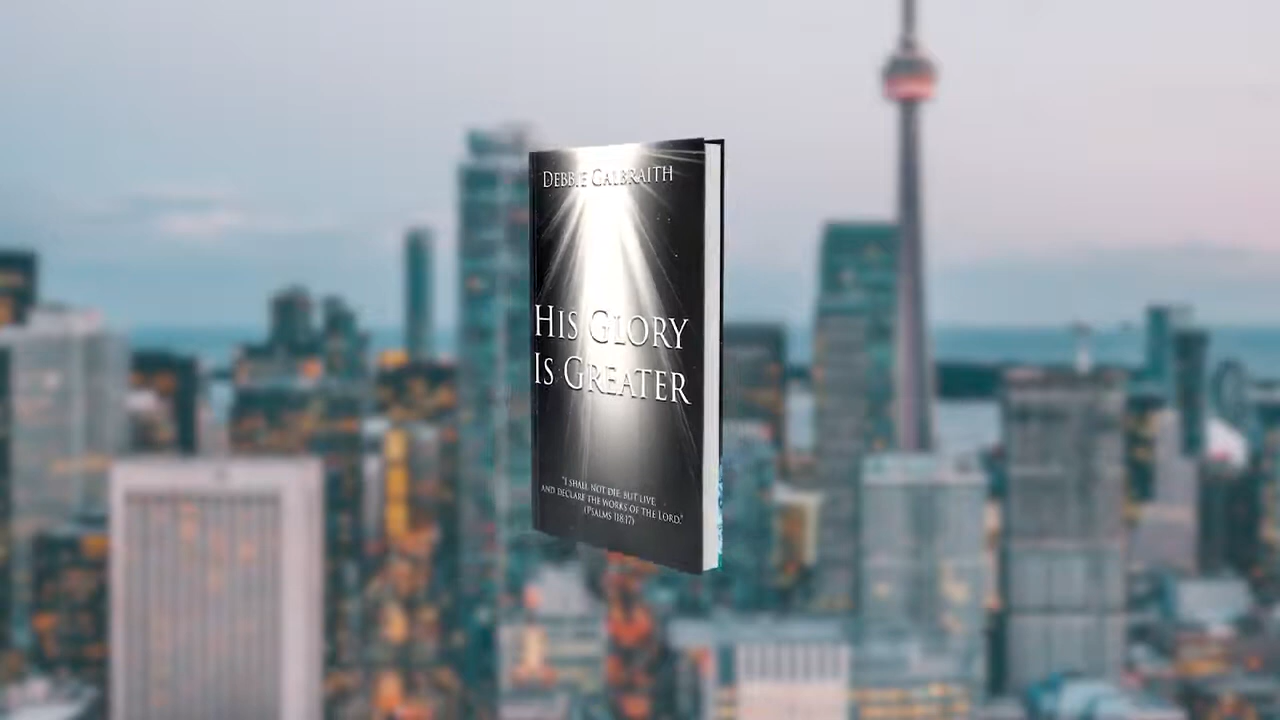 DEBBIE GALBRAITH
HIS GLORY
IS GREATER
"I SHALL NOT DIE, BUT LIVE,
AND DECLARE THE WORKS OF THE LORD."
(PSALMS 118:17)